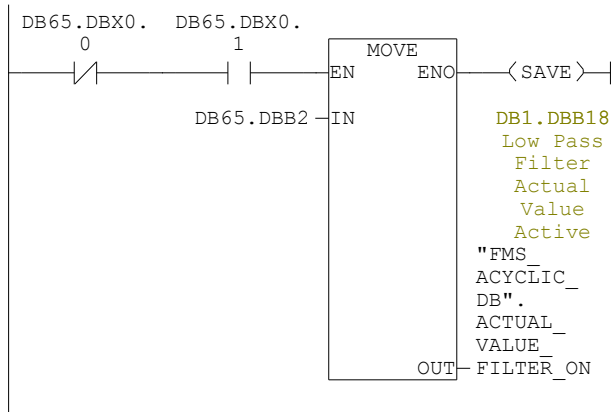 DB65.DBX0. DB65.DBX0.
0 1
MOVE
EN ENO SAVE
DB65.DBB2 IN DB1.DBB18
Low Pass
Filter
Actual
Value
Active
"FMS_
ACYCLIC_
DB".
ACTUAL_
VALUE_
OUT FILTER_ON